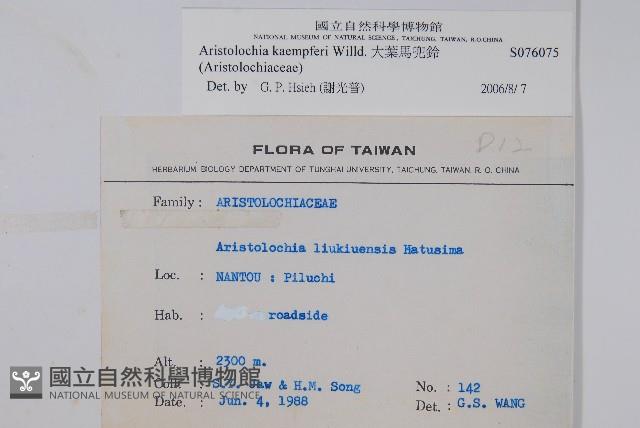 國立自然科學博物館
NATIONAL MUSEUM OF NATURAL SCIENCE, TAICHUNG, TAIWAN, R.O.CHINA
Aristolochia kaempferi Willd. 大葉馬兜鈴 S076075
(Aristolochiaceae)
Det. by G. P. Hsieh (謝光普) 2006/8/7
D12
FLORA OF TAIWAN
HERBARIUM, BIOLOGY DEPARTMENT OF TUNGHAI UNIVERSITY, TAICHUNG, TAIWAN, R. O. CHINA
Family: ARISTOLOCHIACEAE
Aristolochia liukiuensis Hatusima
Loc. : NANTOU : Piluchi
Hab. : roadside
Alt. : 2300 m.
Coll. : Jaw & H.M. Song No. : 142
Date. : Jun. 4, 1988 Det. : G.S. WANG
國立自然科學博物館
NATIONAL MUSEUM OF NATURAL SCIENCE